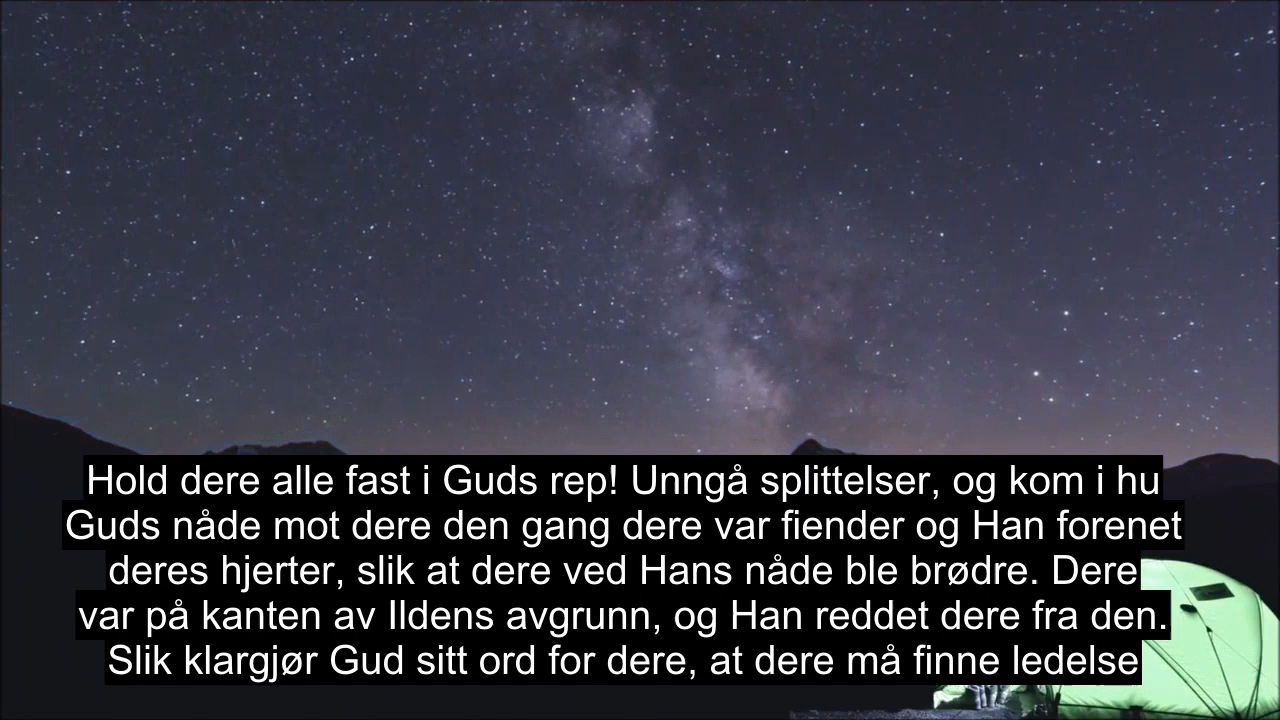 Hold dere alle fast i Guds rep! Unngå splittelser, og kom i hu
Guds nåde mot dere den gang dere var fiender og Han forenet
deres hjerter, slik at dere ved Hans nåde ble brødre. Dere
var på kanten av Ildens avgrunn, og Han reddet dere fra den.
Slik klargjør Gud sitt ord for dere, at dere må finne ledelse